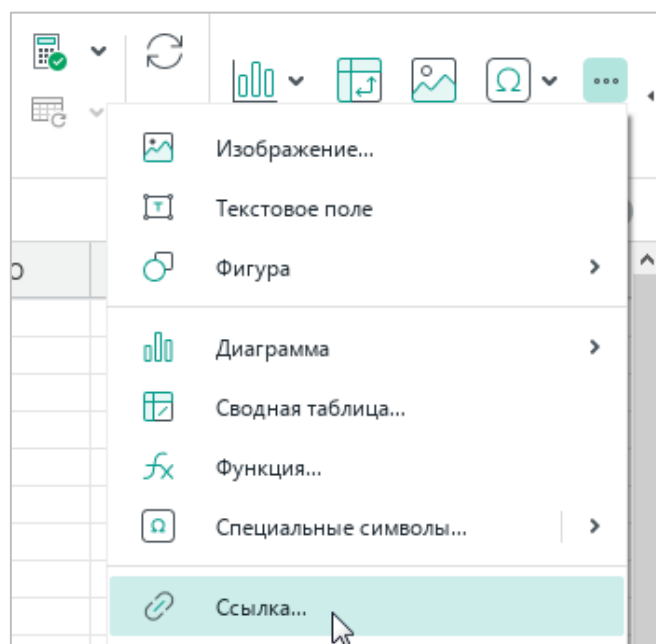 Изображение...
Текстовое поле
Фигура
Диаграмма
Сводная таблица...
Функция...
Специальные символы...
Ссылка...